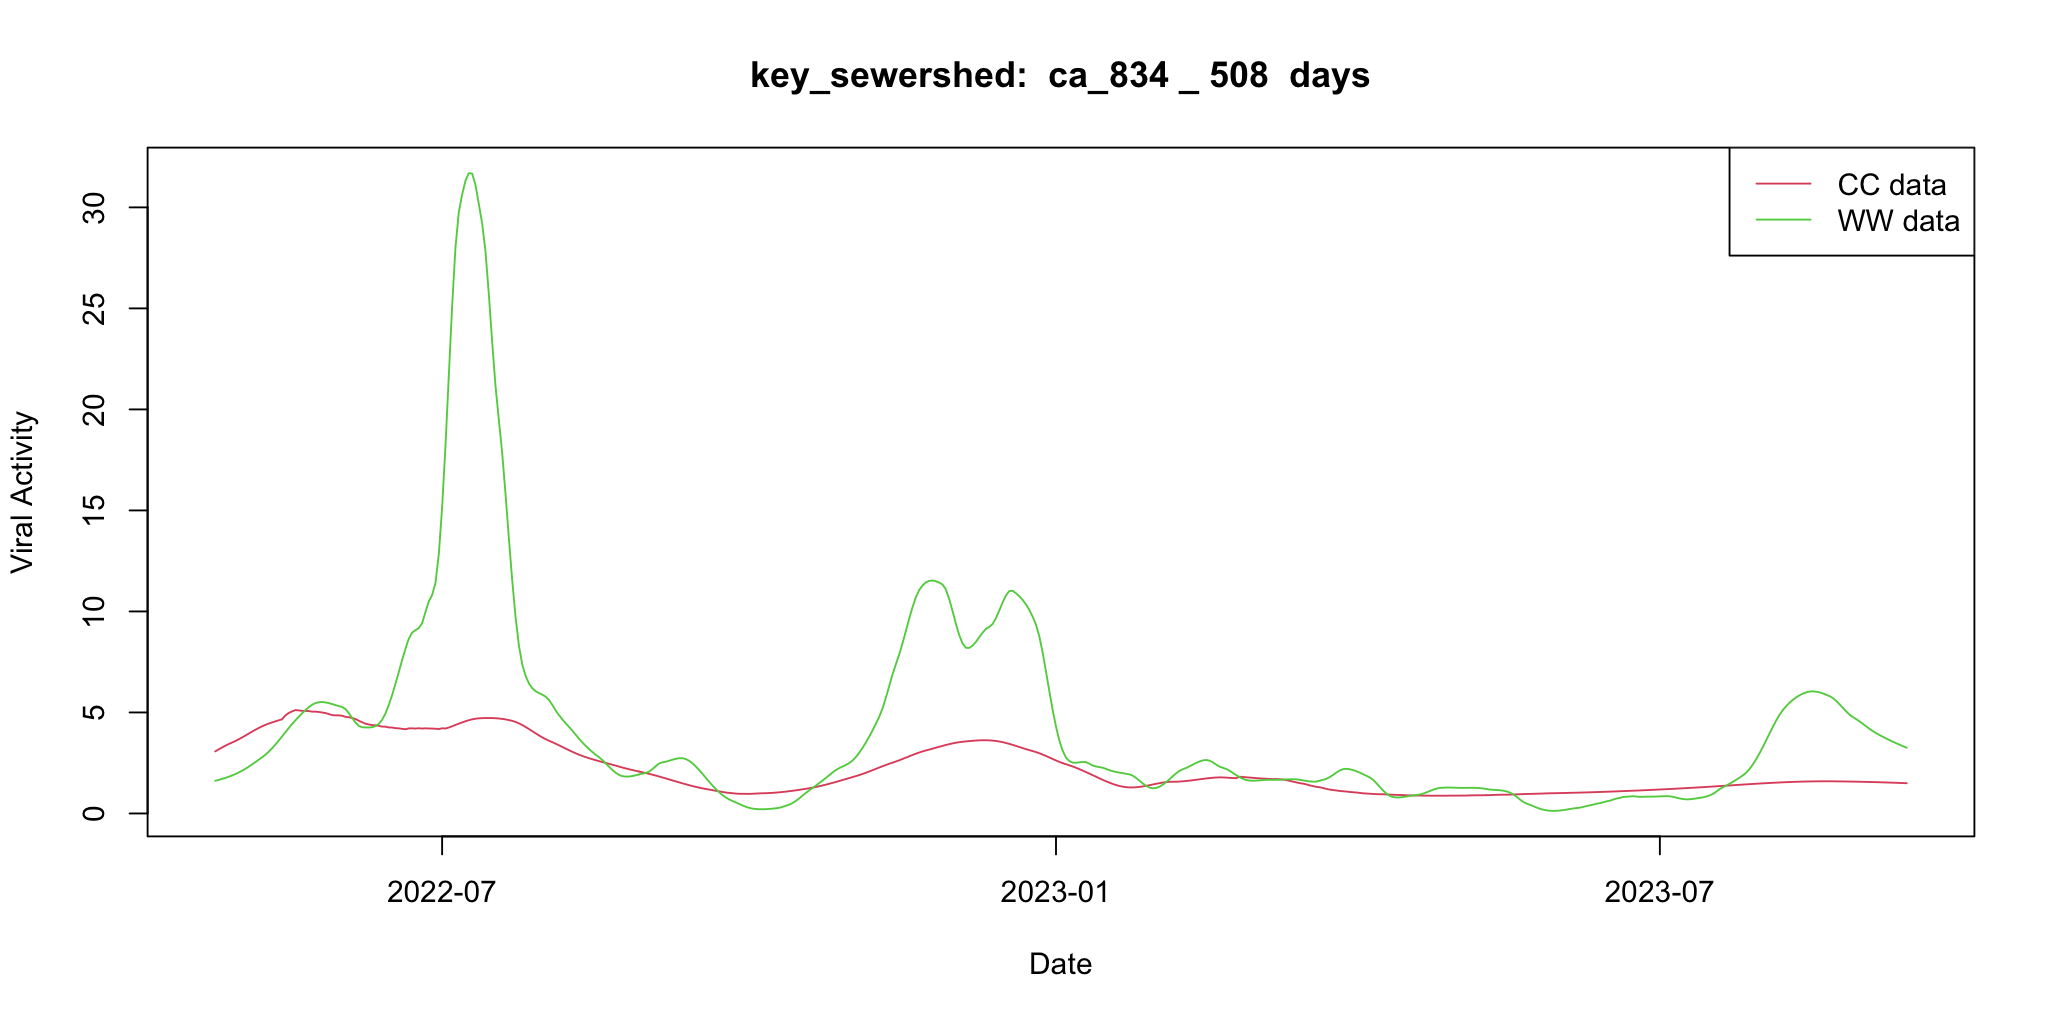 key_sewershed:  ca_834 _ 508  days
CC data
WW data
30
25
20
15
10
5
0
Viral Activity
2022-07
2023-01
2023-07
Date